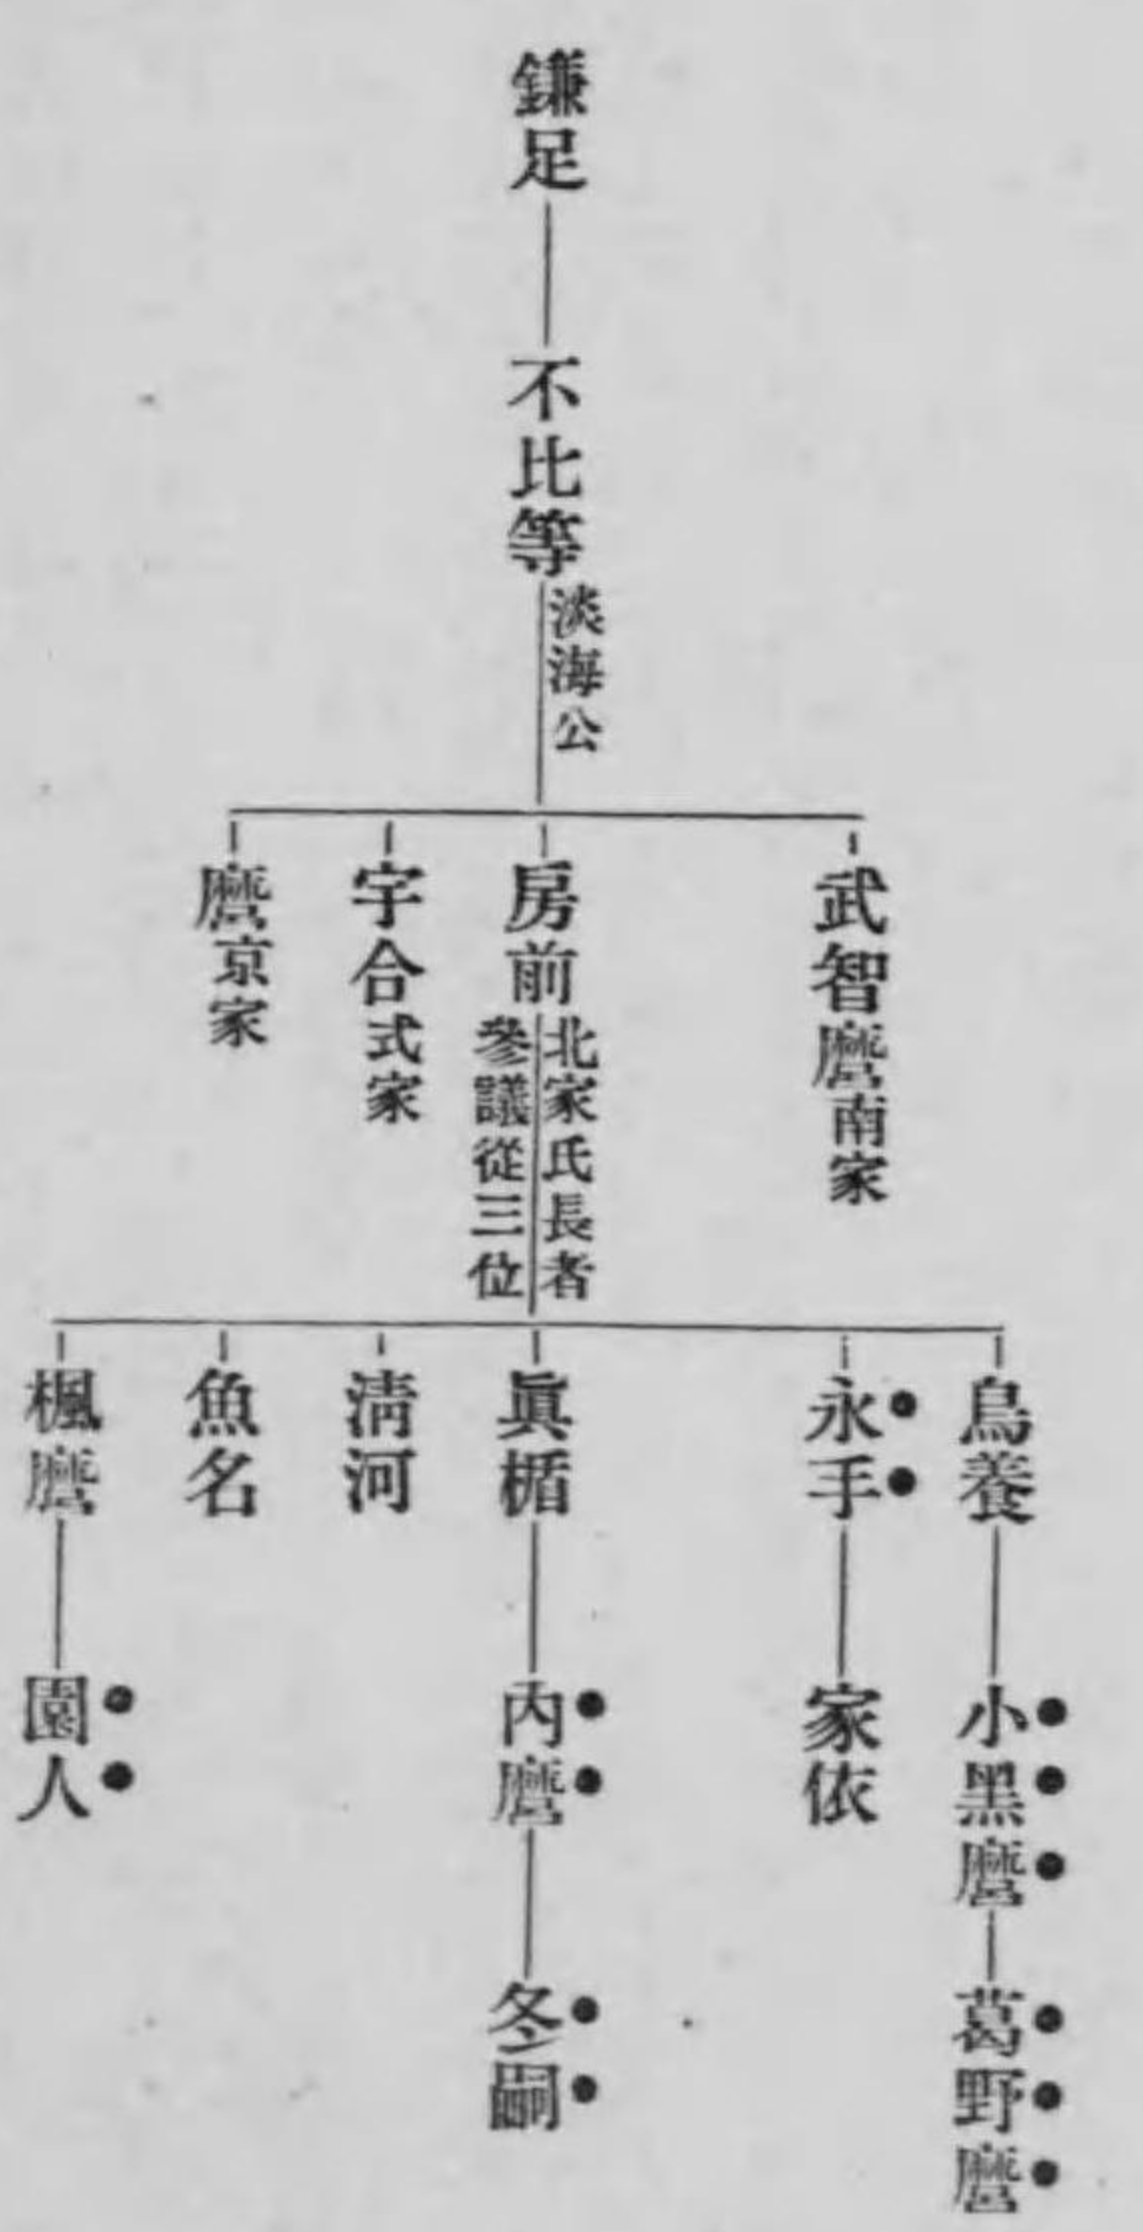 鎌足
不比等
淡海公
武智麿
南家
房前
北家氏長者
參議從三位
宇合
式家
麿
京家
鳥養
小黑麿
葛野麿
永手
家依
眞楯
內麿
冬嗣
清河
魚名
楓麿
園人